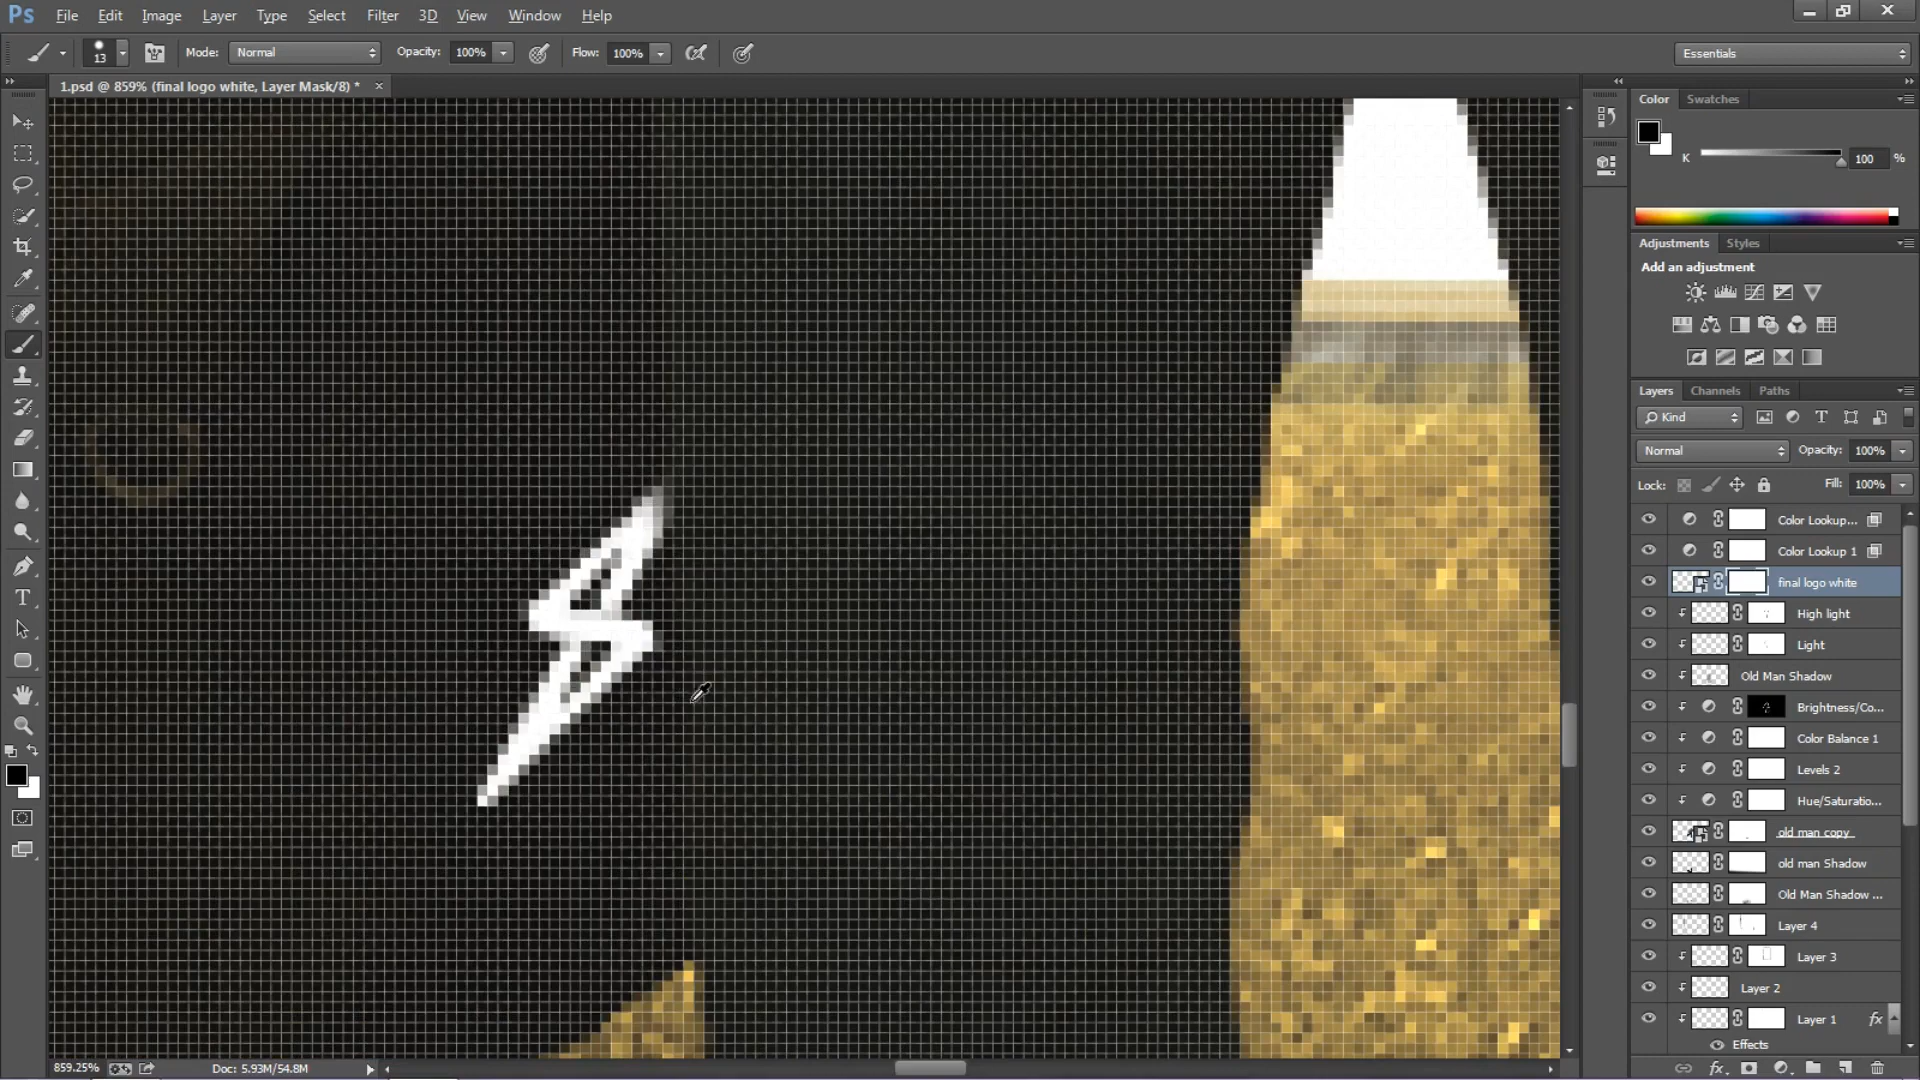 Ps File Edit Image Layer Type Select Filter 3D View Window Help
13 Mode: Normal Opacity: 100% Flow: 100% Essentials
1.psd @ 859% (final logo white, Layer Mask/8) * ×
Color Swatches
K 100 %
Adjustments Styles
Add an adjustment
Layers Channels Paths
Kind
Normal Opacity: 100%
Lock: Fill: 100%
Color Lookup...
Color Lookup 1
final logo white
High light
Light
Old Man Shadow
Brightness/Co...
Color Balance 1
Levels 2
Hue/Saturatio...
old man copy
old man Shadow
Old Man Shadow ...
Layer 4
Layer 3
Layer 2
Layer 1 fx
Effects
859.25% Doc: 5.93M/54.8M